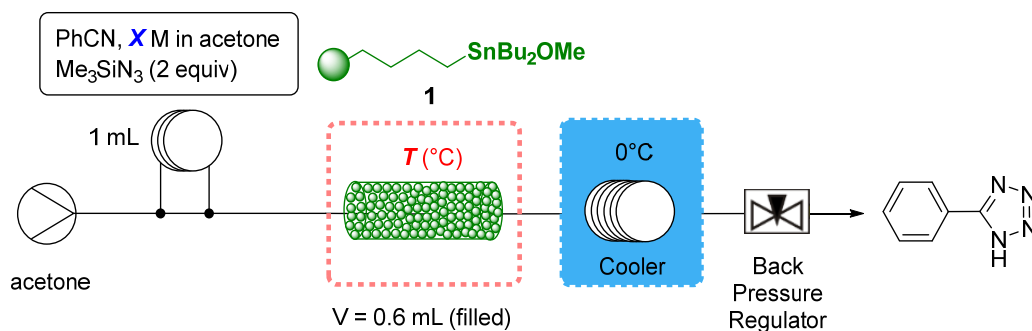 PhCN, X M in acetone
Me₃SiN₃ (2 equiv)
SnBu₂OMe
1
1 mL
T (°C)
0°C
acetone
V = 0.6 mL (filled)
Cooler
Back
Pressure
Regulator
N
N
N
N
H